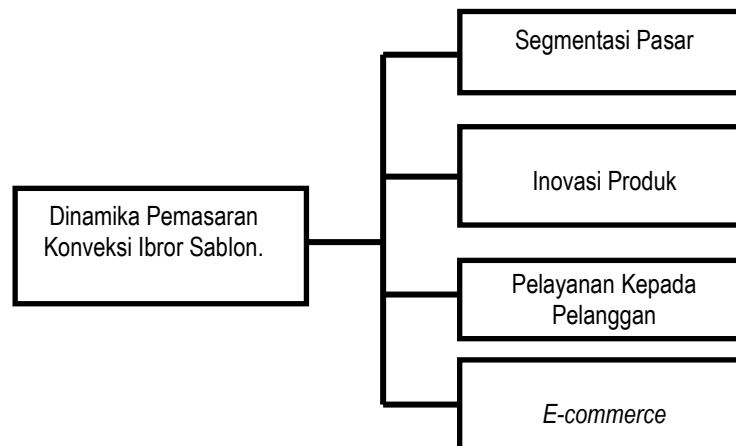 Segmentasi Pasar
Inovasi Produk
Dinamika Pemasaran
Konveksi Ibror Sablon.
Pelayanan Kepada
Pelanggan
E-commerce